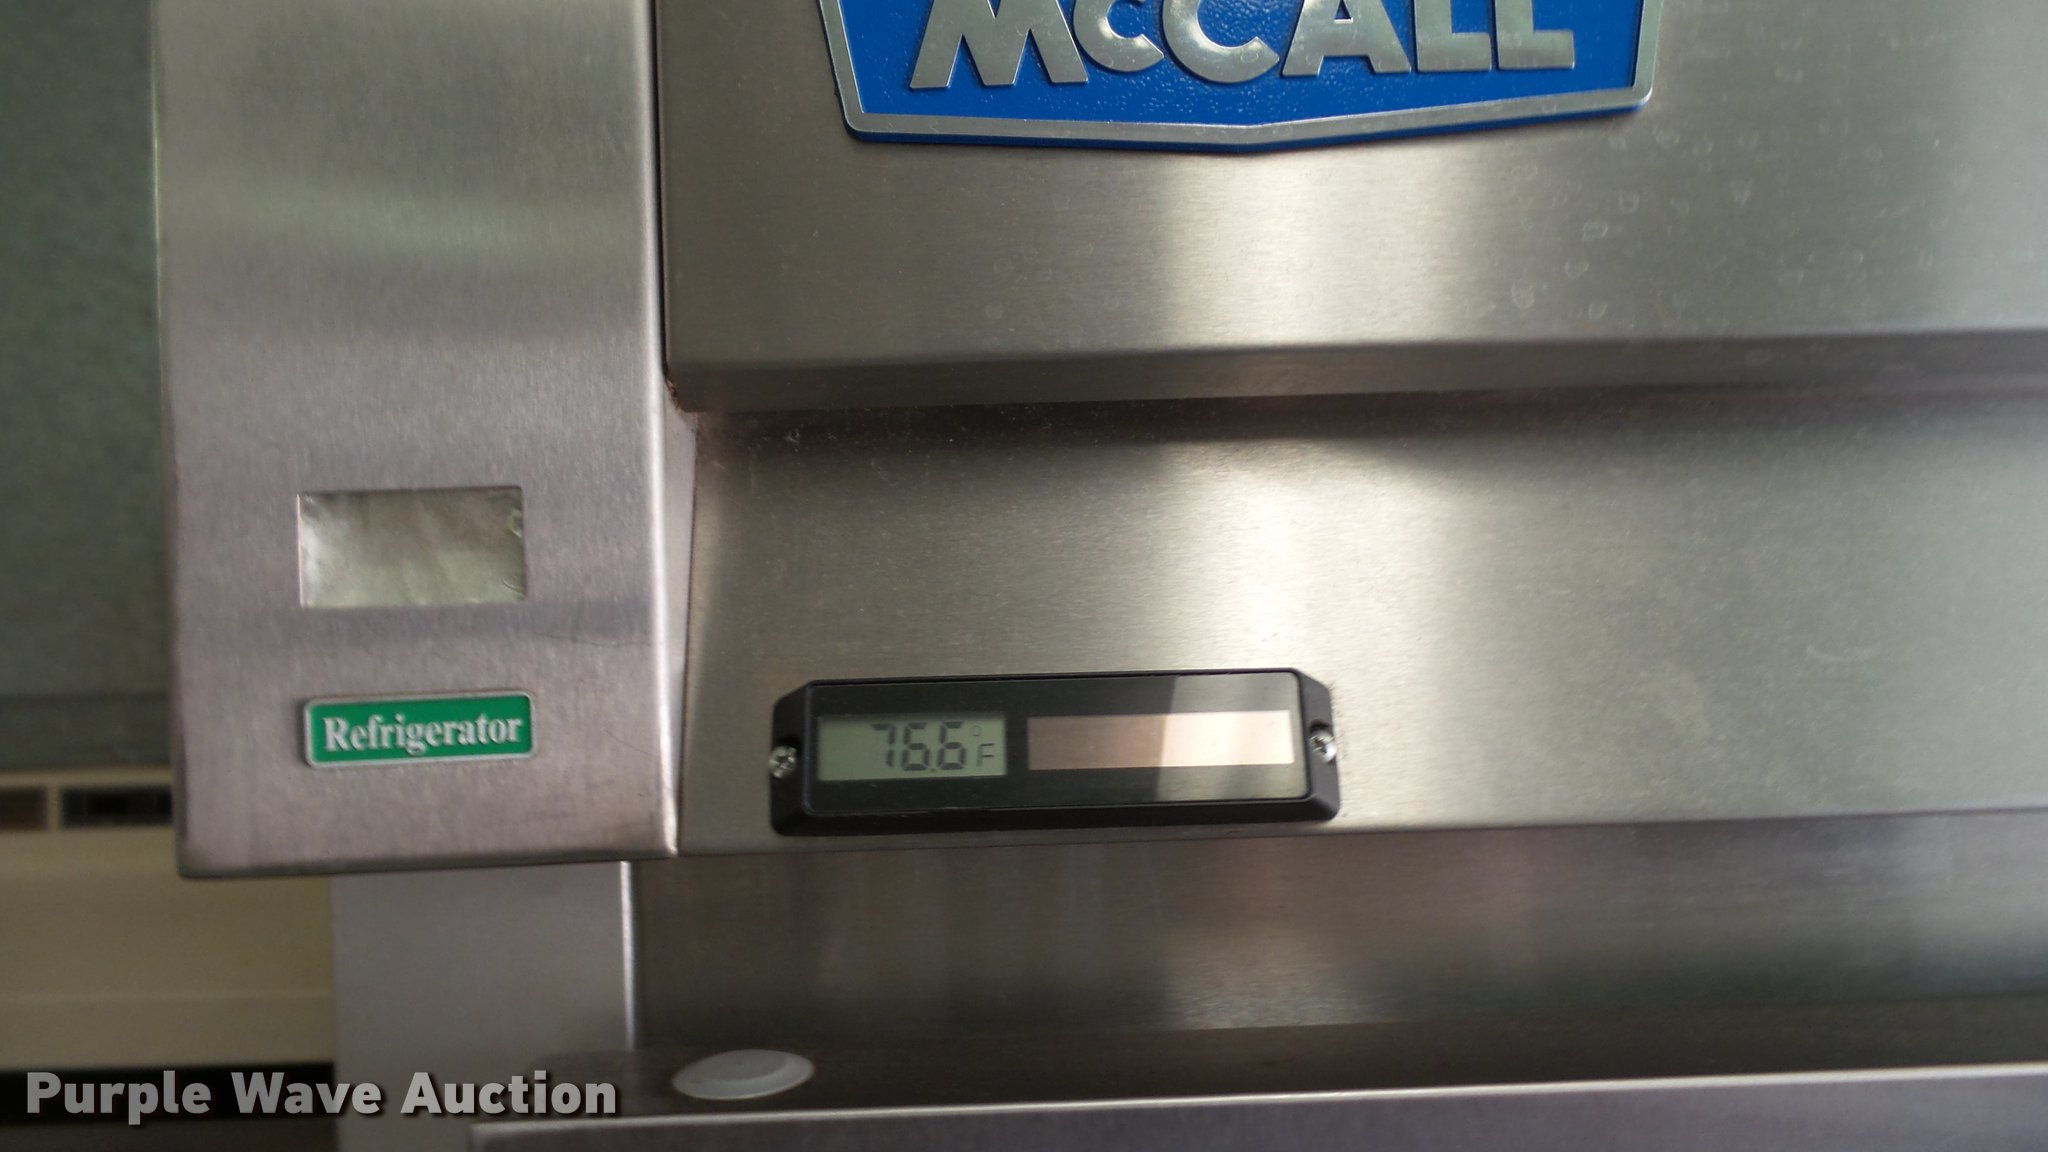 McCALL
Refrigerator
76.6°F
Purple Wave Auction